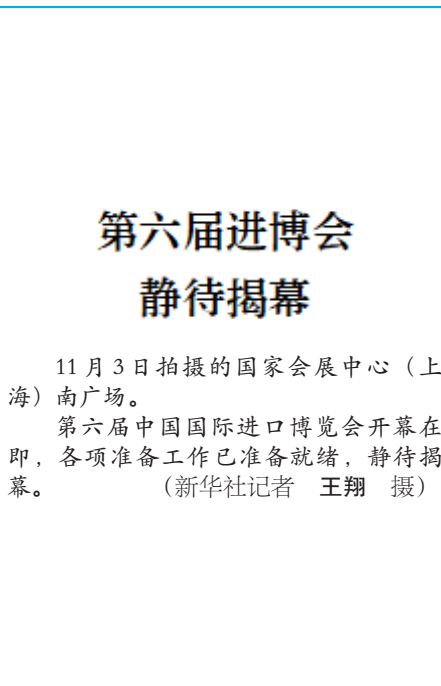 第六届进博会
静待揭幕
11月3日拍摄的国家会展中心（上
海）南广场。
第六届中国国际进口博览会开幕在
即，各项准备工作已准备就绪，静待揭
幕。 （新华社记者 王翔 摄）